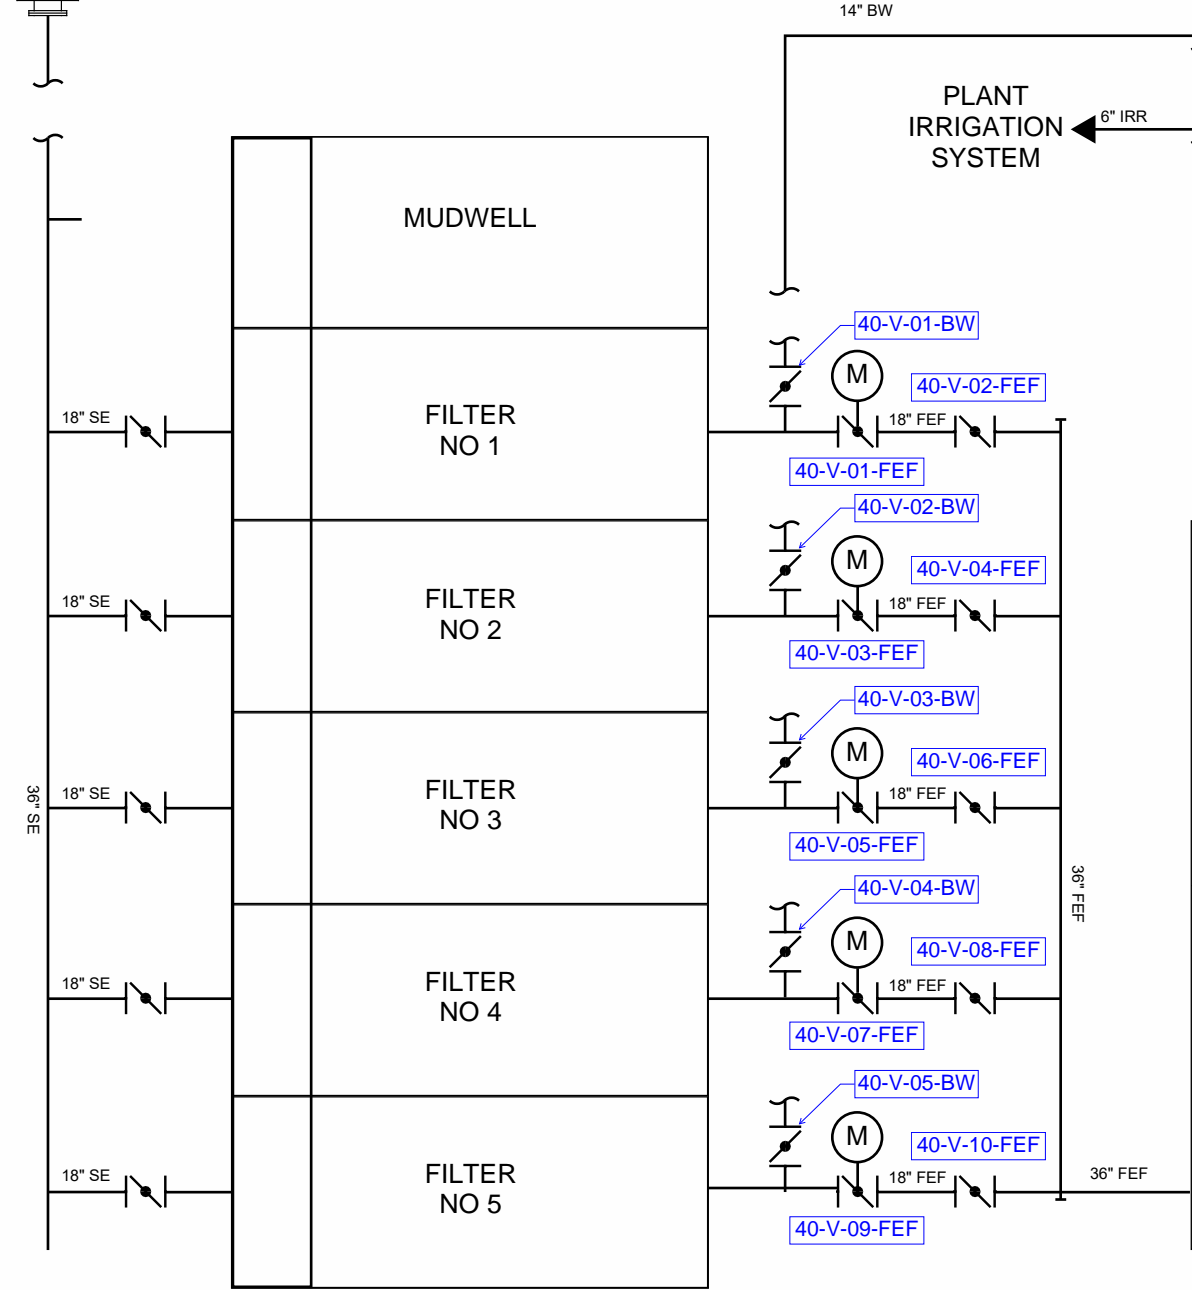 14" BW
PLANT
IRRIGATION
SYSTEM
6" IRR
MUDWELL
40-V-01-BW
M
40-V-02-FEF
18" SE
FILTER
NO 1
18" FEF
40-V-01-FEF
40-V-02-BW
M
40-V-04-FEF
18" SE
FILTER
NO 2
18" FEF
40-V-03-FEF
40-V-03-BW
M
40-V-06-FEF
36" SE
18" SE
FILTER
NO 3
18" FEF
40-V-05-FEF
36" FEF
40-V-04-BW
M
40-V-08-FEF
18" SE
FILTER
NO 4
18" FEF
40-V-07-FEF
40-V-05-BW
M
40-V-10-FEF
18" SE
FILTER
NO 5
18" FEF
36" FEF
40-V-09-FEF